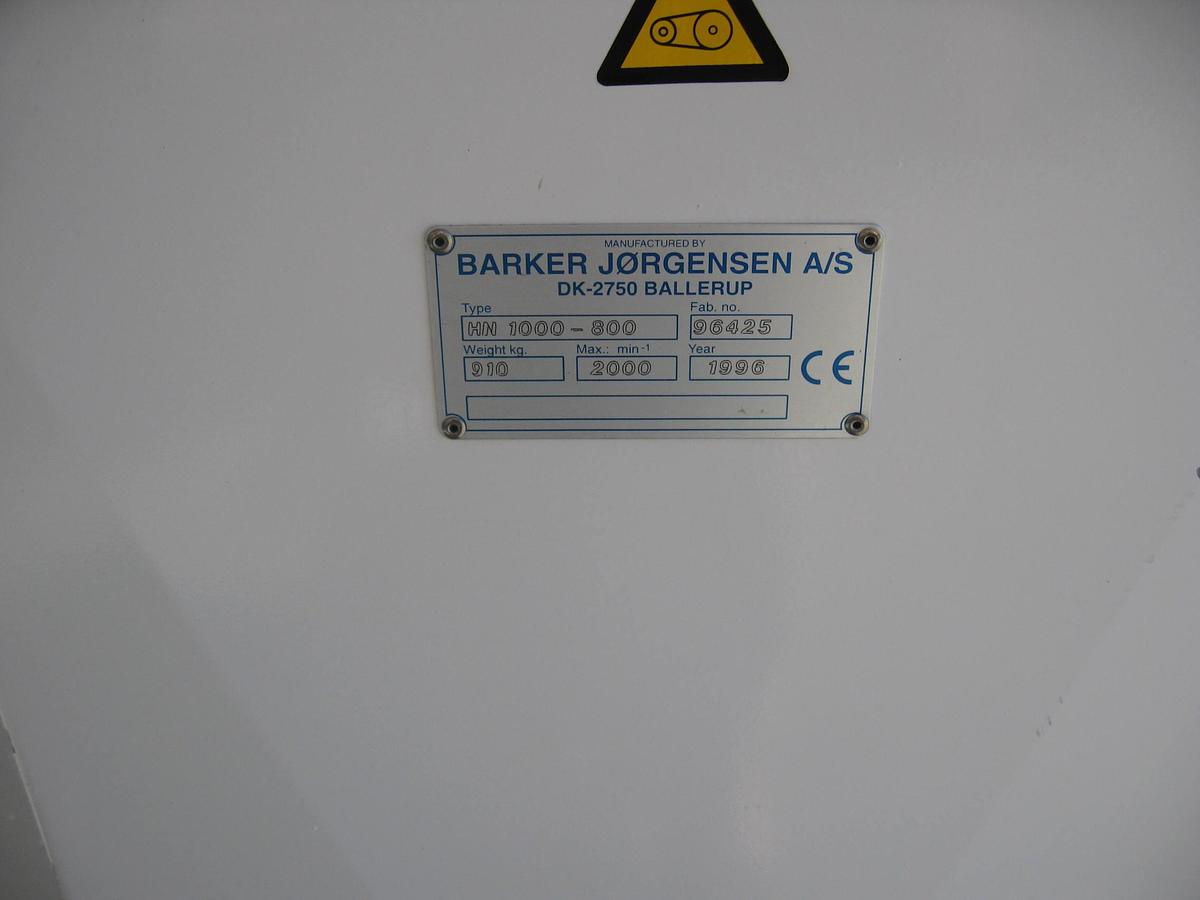 MANUFACTURED BY
BARKER JØRGENSEN A/S
DK-2750 BALLERUP
Type Fab. no.
HN 1000-800 96425
Weight kg. Max.: min-1 Year
910 2000 1996 CE